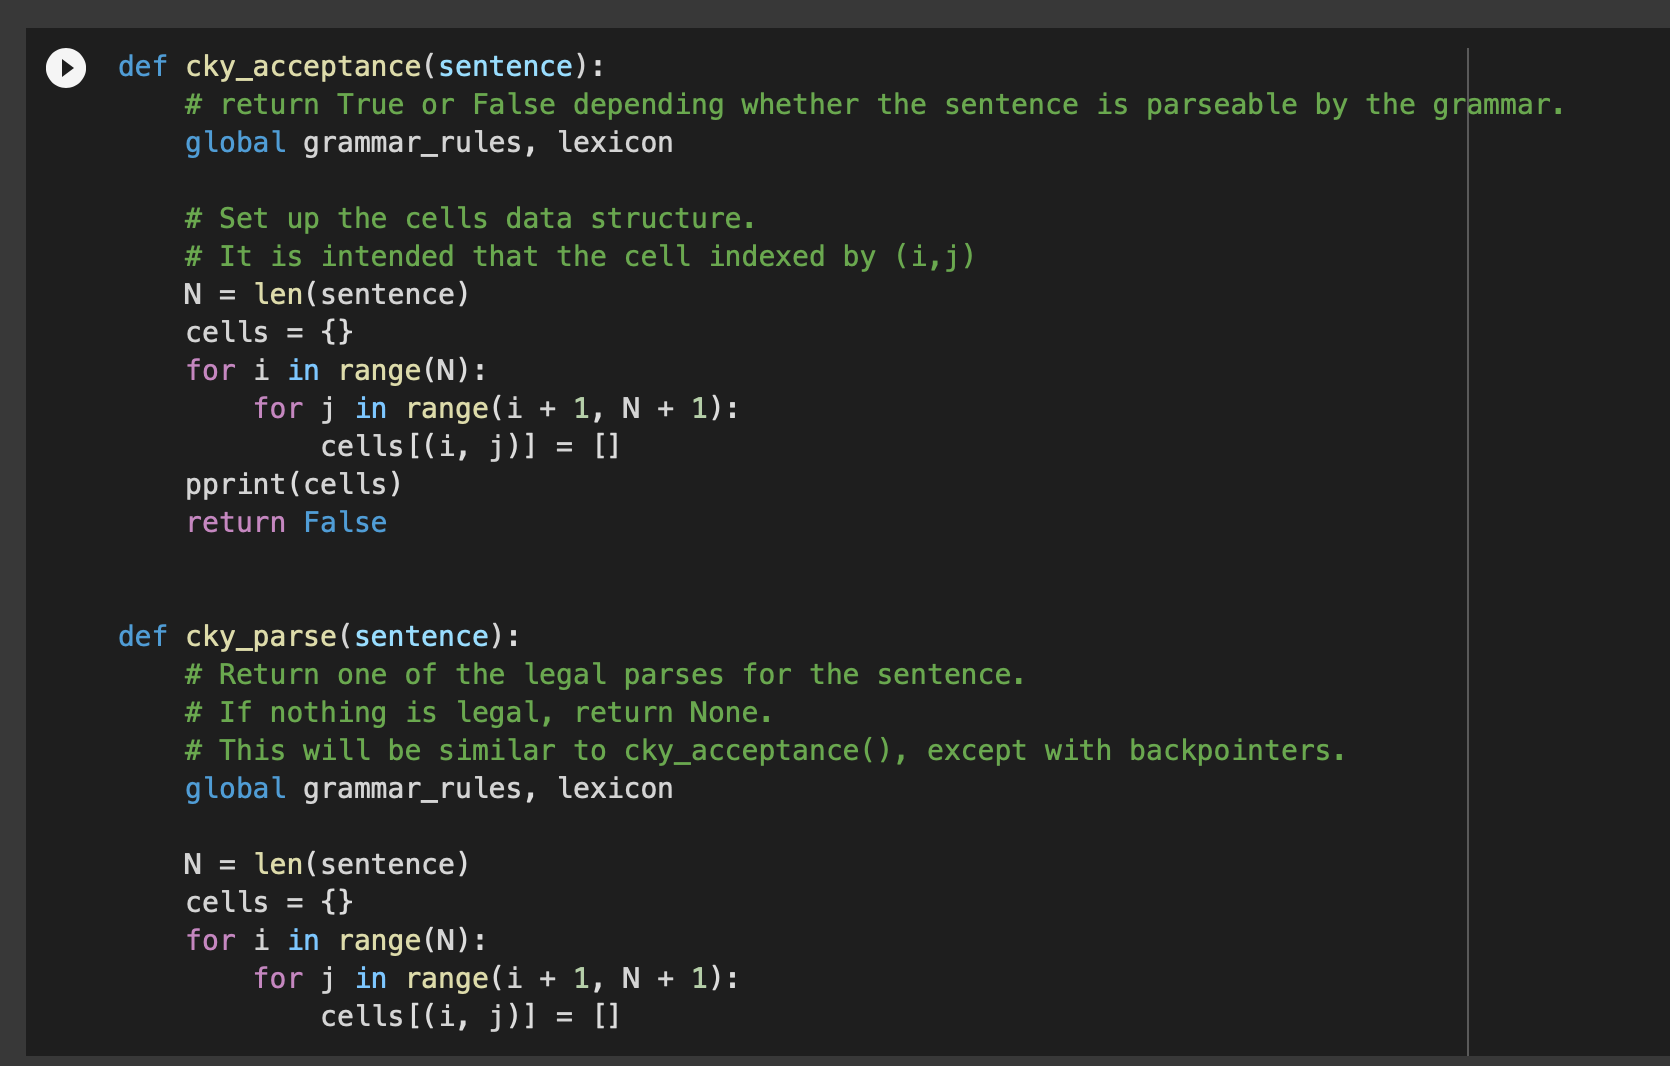 def cky_acceptance(sentence):
    # return True or False depending whether the sentence is parseable by the grammar.
    global grammar_rules, lexicon

    # Set up the cells data structure.
    # It is intended that the cell indexed by (i,j)
    N = len(sentence)
    cells = {}
    for i in range(N):
        for j in range(i + 1, N + 1):
            cells[(i, j)] = []
    pprint(cells)
    return False


def cky_parse(sentence):
    # Return one of the legal parses for the sentence.
    # If nothing is legal, return None.
    # This will be similar to cky_acceptance(), except with backpointers.
    global grammar_rules, lexicon

    N = len(sentence)
    cells = {}
    for i in range(N):
        for j in range(i + 1, N + 1):
            cells[(i, j)] = []